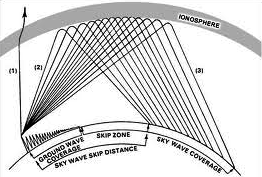 IONOSPHERE
(1)
(2)
(3)
GROUND WAVE
COVERAGE
SKIP ZONE
SKY WAVE SKIP DISTANCE
SKY WAVE COVERAGE